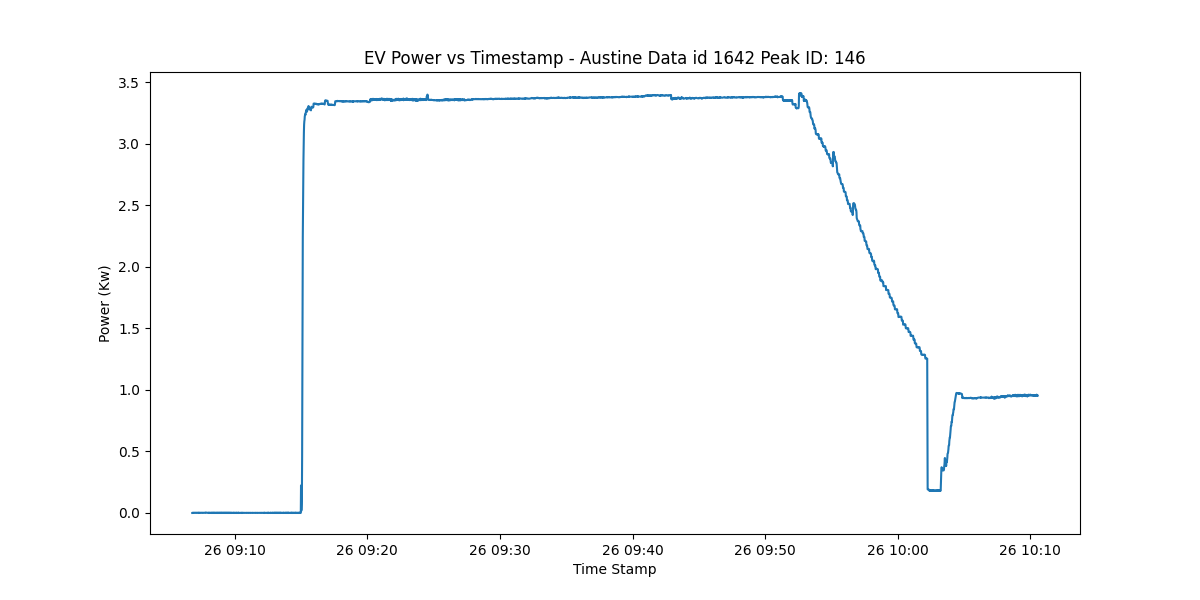 EV Power vs Timestamp - Austine Data id 1642 Peak ID: 146
3.5
3.0
2.5
2.0
1.5
1.0
0.5
0.0
Power (Kw)
26 09:10 26 09:20 26 09:30 26 09:40 26 09:50 26 10:00 26 10:10
Time Stamp